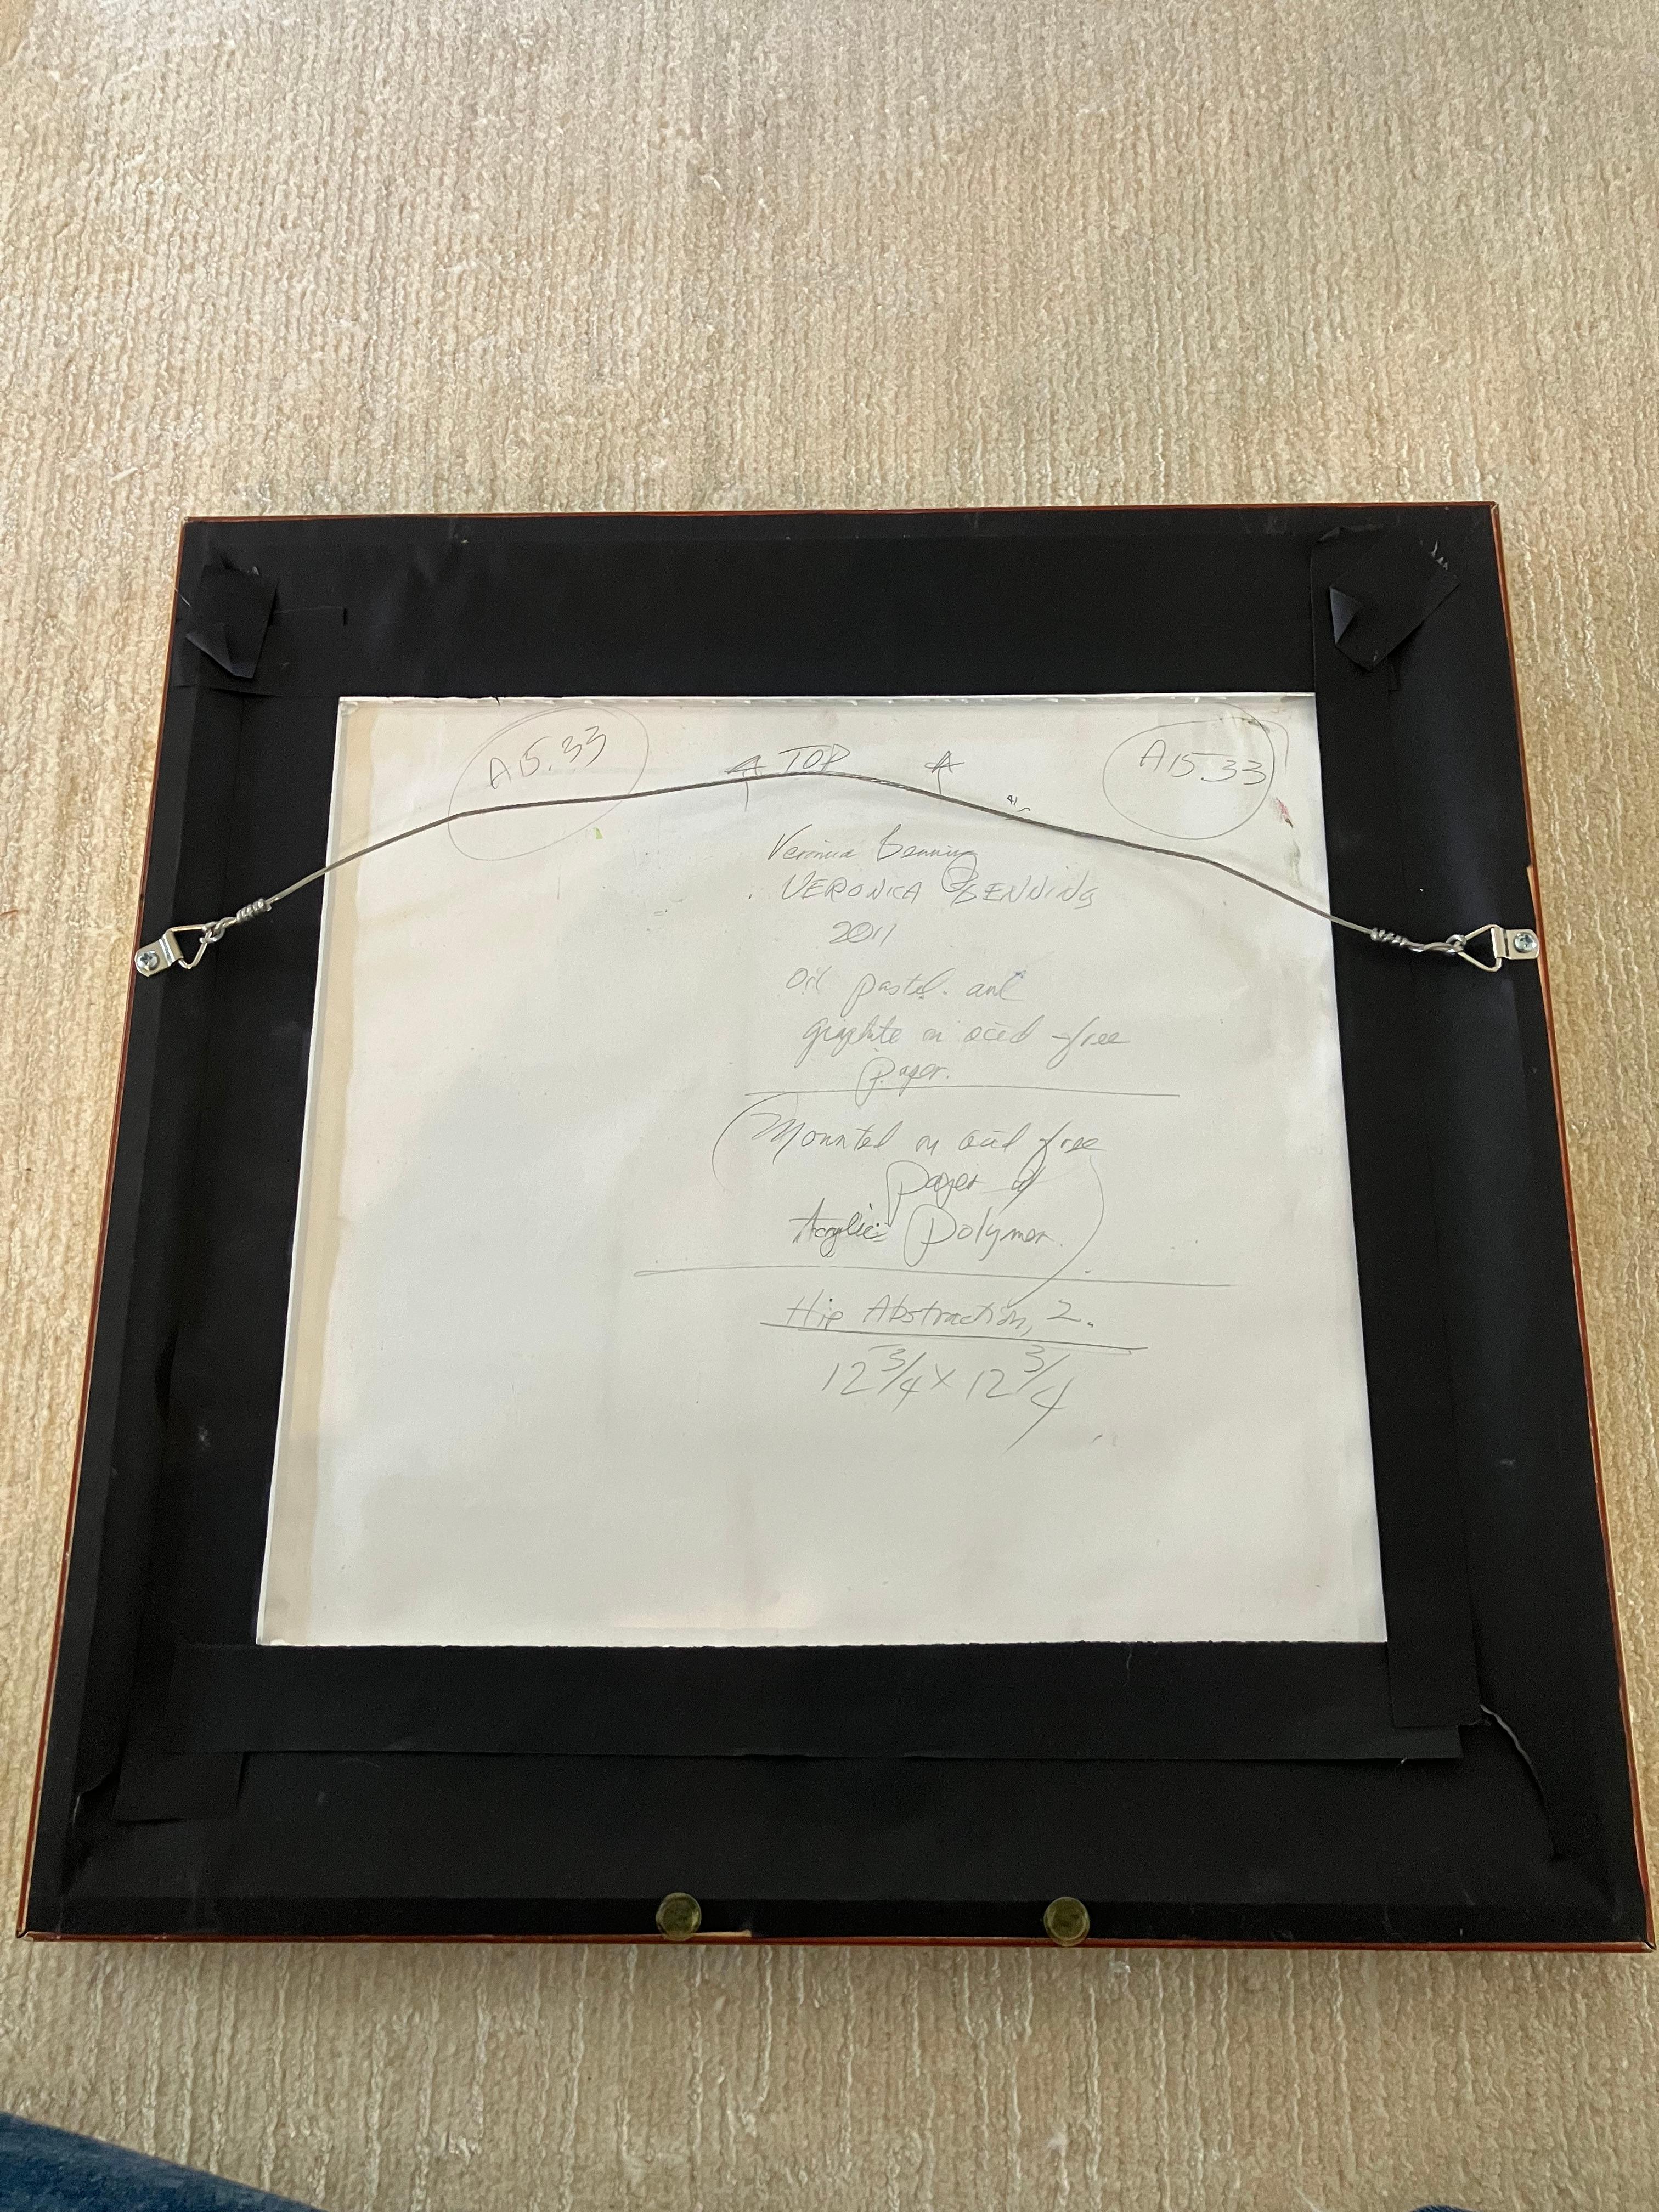 A15.33
TOP
A15.33
Veronica Benning
VERONICA BENNING
2011
Oil pastel and
graphite on acid-free
paper.
(Mounted on acid free
paper w/
Acrylic Polymer.)
Hip Abstraction, 2.
12 3/4 x 12 3/4